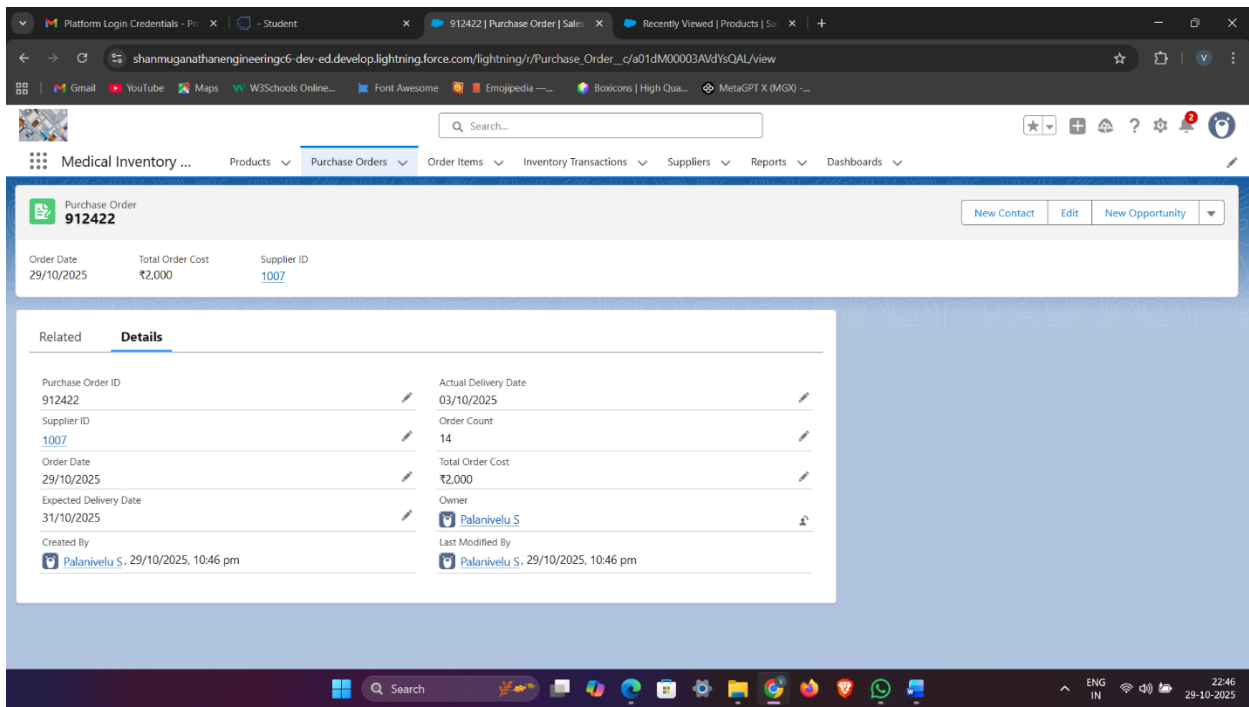 Platform Login Credentials - Pr
- Student
912422 | Purchase Order | Sales
Recently Viewed | Products | Sa
shanmuganathanengineeringc6-dev-ed.develop.lightning.force.com/lightning/r/Purchase_Order__c/a01dM00003AVdYsQAL/view
V
Gmail YouTube Maps W3Schools Online... Font Awesome Emojipedia —... Boxicons | High Qua... MetaGPT X (MGX) -...
Search...
2
Medical Inventory ... Products Purchase Orders Order Items Inventory Transactions Suppliers Reports Dashboards
Purchase Order
912422
New Contact Edit New Opportunity
Order Date Total Order Cost Supplier ID
29/10/2025 ₹2,000 1007
Related Details
Purchase Order ID Actual Delivery Date
912422 03/10/2025
Supplier ID Order Count
1007 14
Order Date Total Order Cost
29/10/2025 ₹2,000
Expected Delivery Date Owner
31/10/2025 Palanivelu S
Created By Last Modified By
Palanivelu S, 29/10/2025, 10:46 pm Palanivelu S, 29/10/2025, 10:46 pm
Search
ENG 22:46
IN 29-10-2025